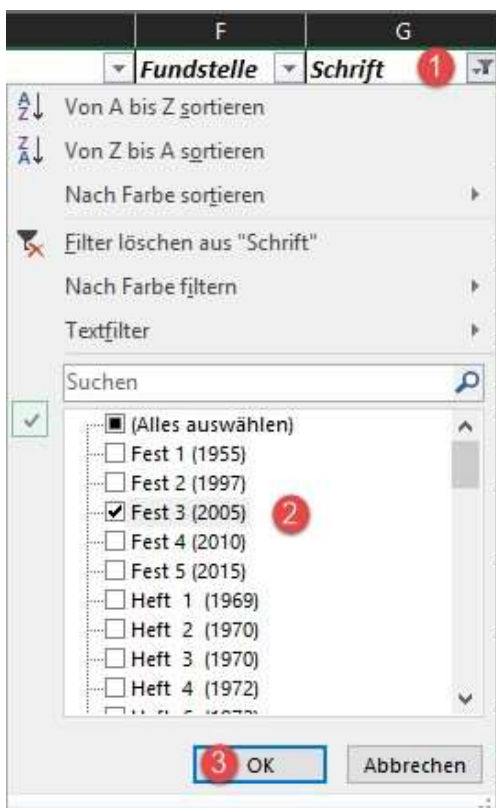 F G
Fundstelle Schrift 1
Von A bis Z sortieren
Von Z bis A sortieren
Nach Farbe sortieren
Filter löschen aus "Schrift"
Nach Farbe filtern
Textfilter
Suchen
(Alles auswählen)
Fest 1 (1955)
Fest 2 (1997)
Fest 3 (2005) 2
Fest 4 (2010)
Fest 5 (2015)
Heft 1 (1969)
Heft 2 (1970)
Heft 3 (1970)
Heft 4 (1972)
3 OK Abbrechen